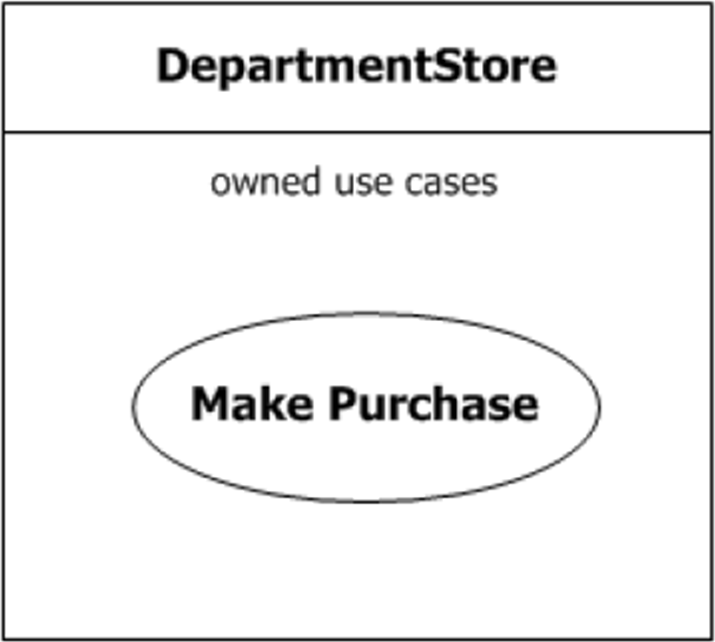 DepartmentStore
owned use cases
Make Purchase